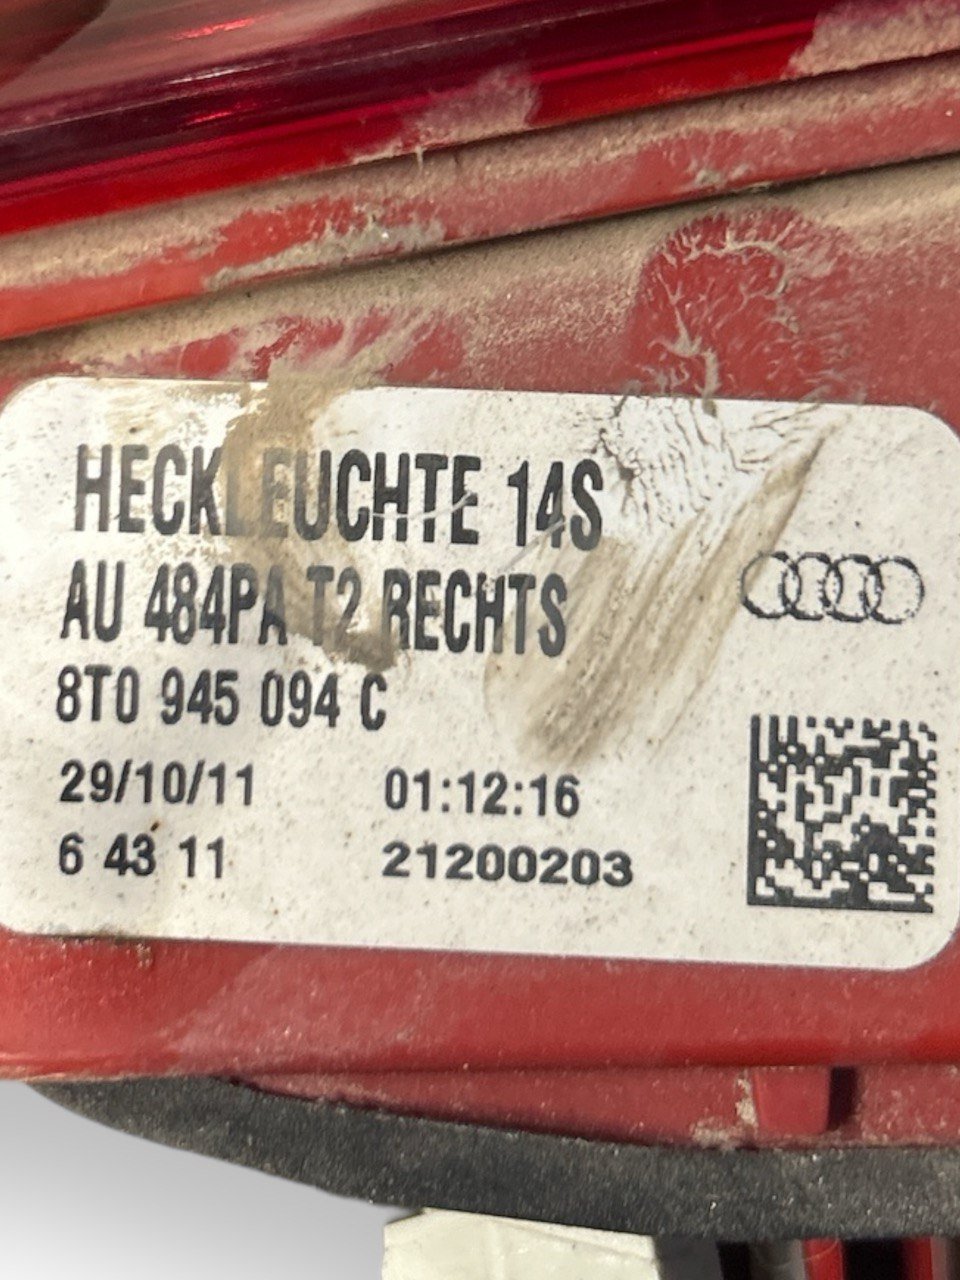 HECKLEUCHTE 14S
AU 484PA T2 RECHTS
8T0 945 094 C
29/10/11 01:12:16
6 43 11 21200203